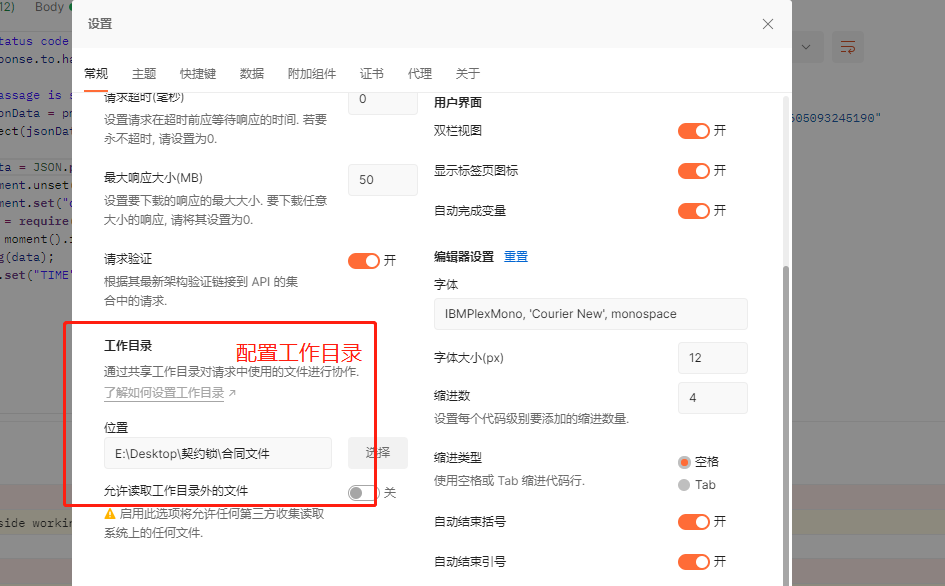 12) Body
设置
tatus code
ponse.to.ha
常规 主题 快捷键 数据 附加组件 证书 代理 关于
请求超时(毫秒)
0
设置请求在超时前应等待响应的时间. 若要
永不超时, 请设置为0.
最大响应大小(MB)
50
设置要下载的响应的最大大小. 要下载任意
大小的响应, 请将其设置为0.
请求验证
开
根据其最新架构验证链接到 API 的集
合中的请求.
工作目录
配置工作目录
通过共享工作目录对请求中使用的文件进行协作.
了解如何设置工作目录 ↗
位置
E:\Desktop\契约锁\合同文件
选择
允许读取工作目录外的文件
关
启用此选项将允许任何第三方收集读取
系统上的任何文件.
用户界面
双栏视图
开
显示标签页图标
开
自动完成变量
开
编辑器设置 重置
字体
IBMPlexMono, 'Courier New', monospace
字体大小(px)
12
缩进数
4
设置每个代码级别要添加的缩进数量.
缩进类型
空格
使用空格或 Tab 缩进代码行.
Tab
自动结束括号
开
自动结束引号
开
assage is s
onData = pm
ect(jsonDat
ta = JSON.p
ment.unset(
ment.set("c
= require(
moment().
g(data);
.set("TIME"
side workin
505093245190"